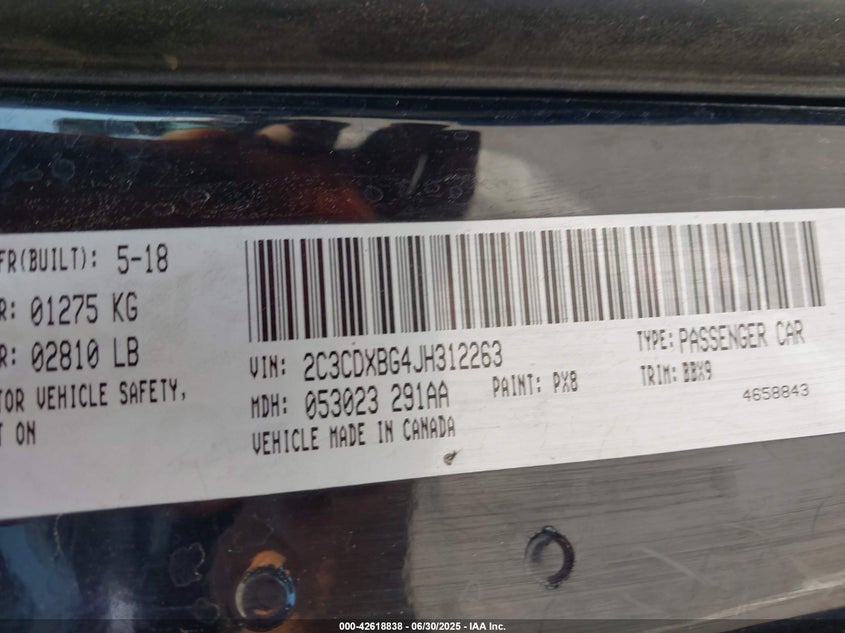 FR(BUILT): 5-18
R: 01275 KG
R: 02810 LB
TOR VEHICLE SAFETY,
T ON
VIN: 2C3CDXBG4JH312263
TYPE: PASSENGER CAR
MDH: 053023 291AA
PAINT: PX8
TRIM: BBX9
VEHICLE MADE IN CANADA
4658843
000-42618838 - 06/30/2025 - IAA Inc.